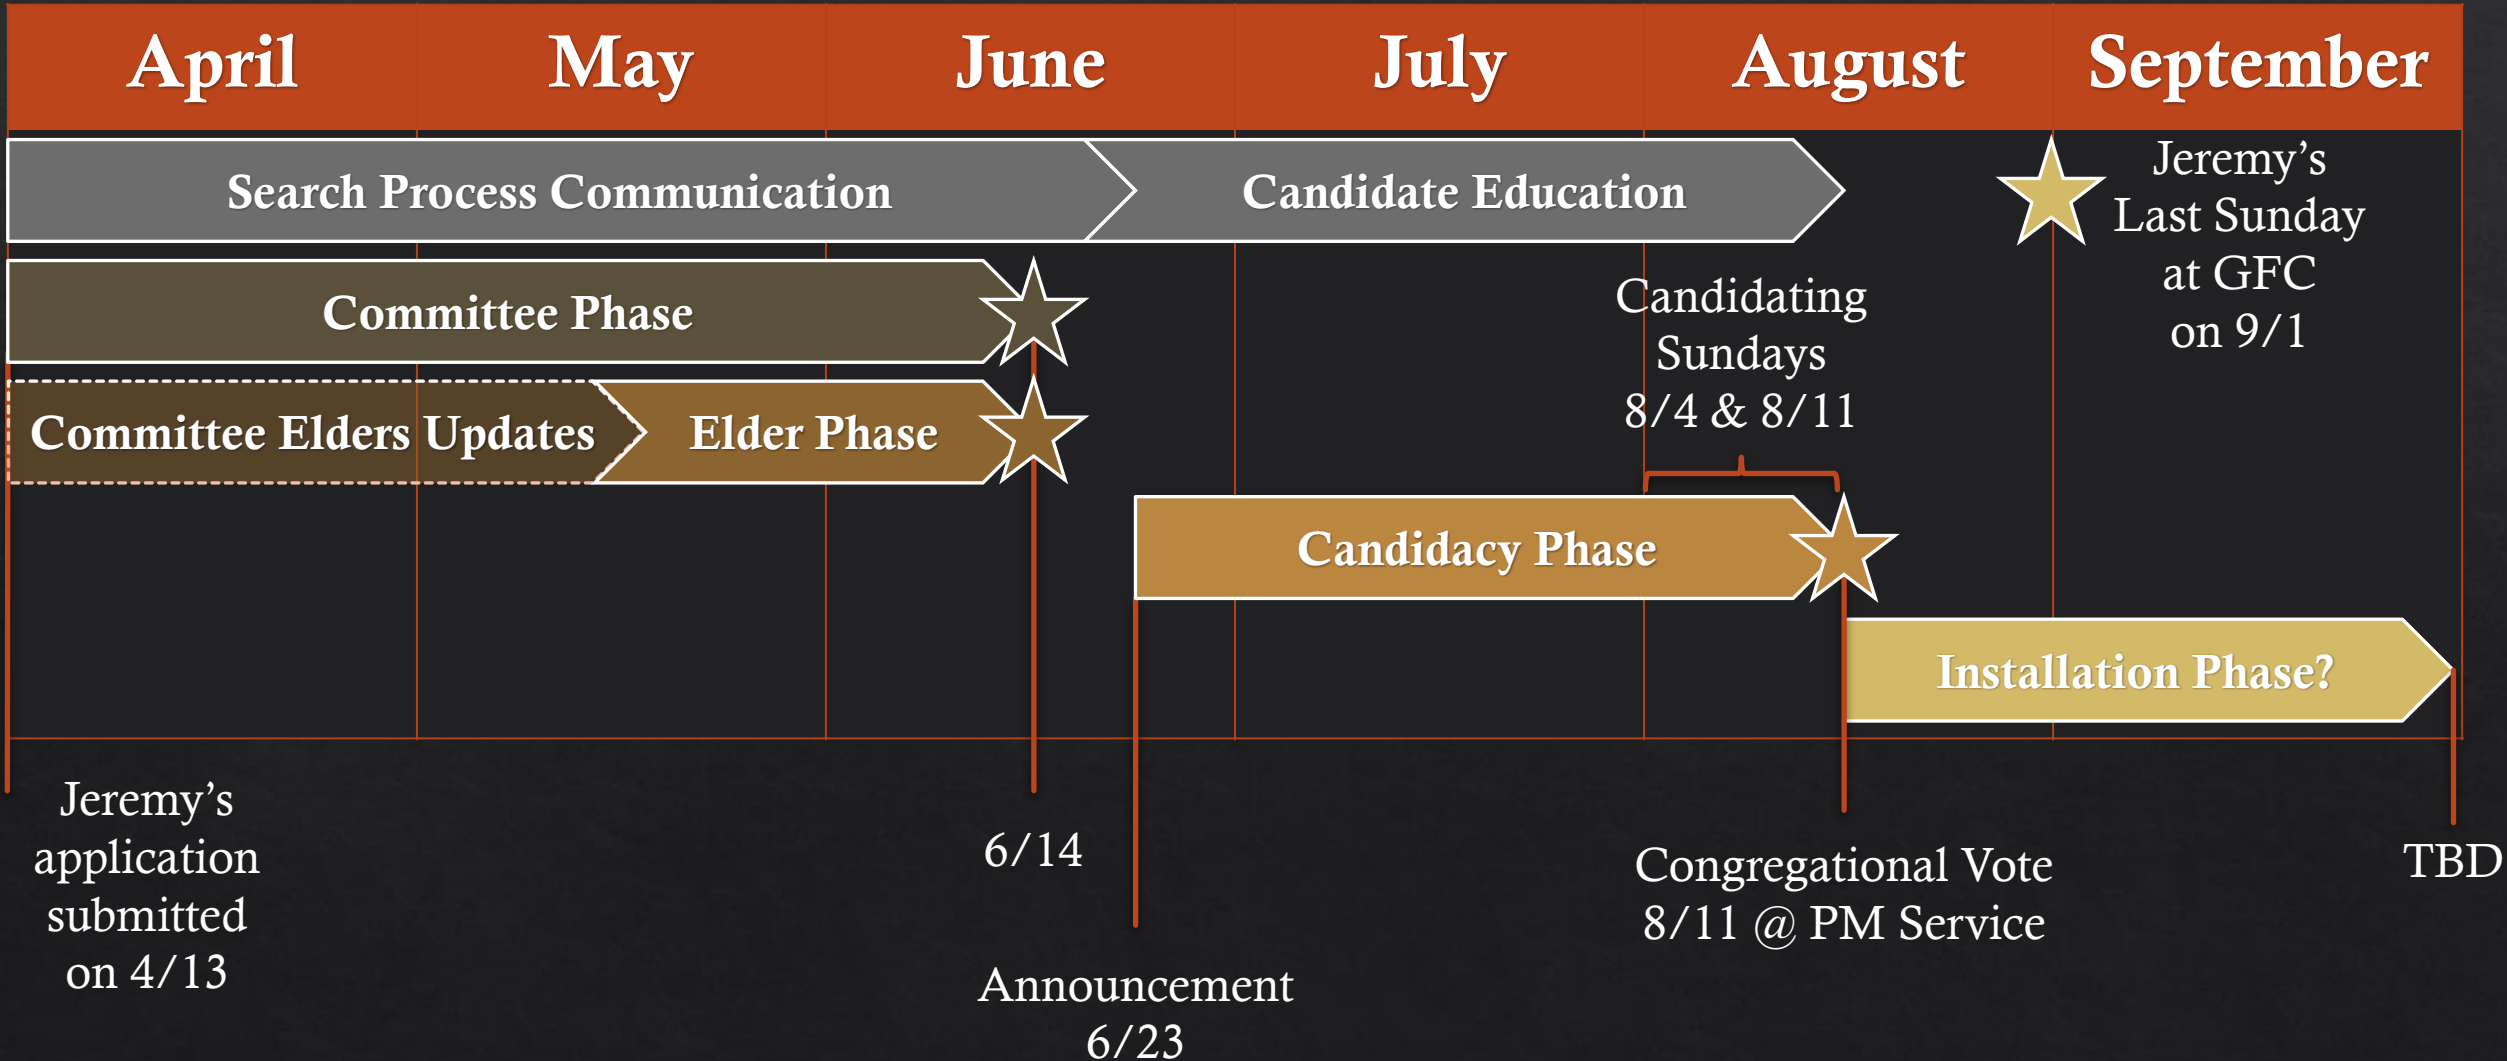 April
May
June
July
August
September
Search Process Communication
Candidate Education
Jeremy’s
Last Sunday
at GFC
on 9/1
Committee Phase
Candidating
Sundays
8/4 & 8/11
Committee Elders Updates
Elder Phase
Candidacy Phase
Installation Phase?
Jeremy’s
application
submitted
on 4/13
6/14
Announcement
6/23
Congregational Vote
8/11 @ PM Service
TBD